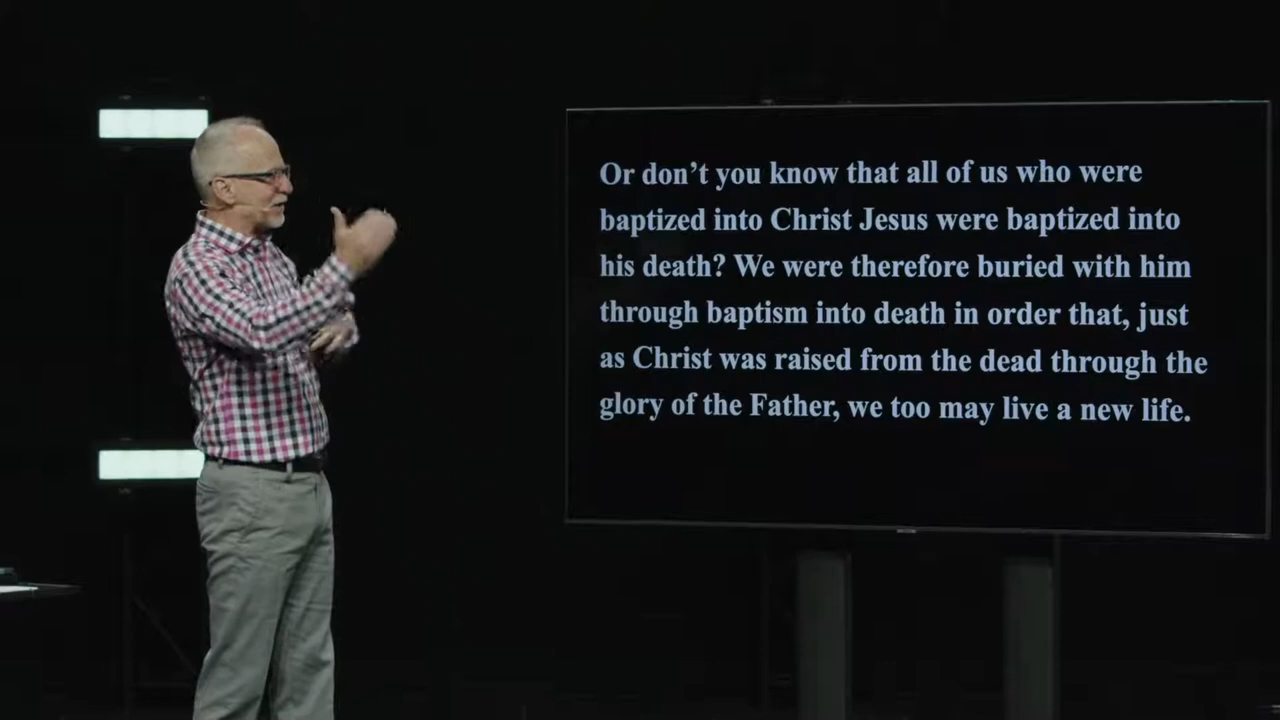 Or don’t you know that all of us who were
baptized into Christ Jesus were baptized into
his death? We were therefore buried with him
through baptism into death in order that, just
as Christ was raised from the dead through the
glory of the Father, we too may live a new life.